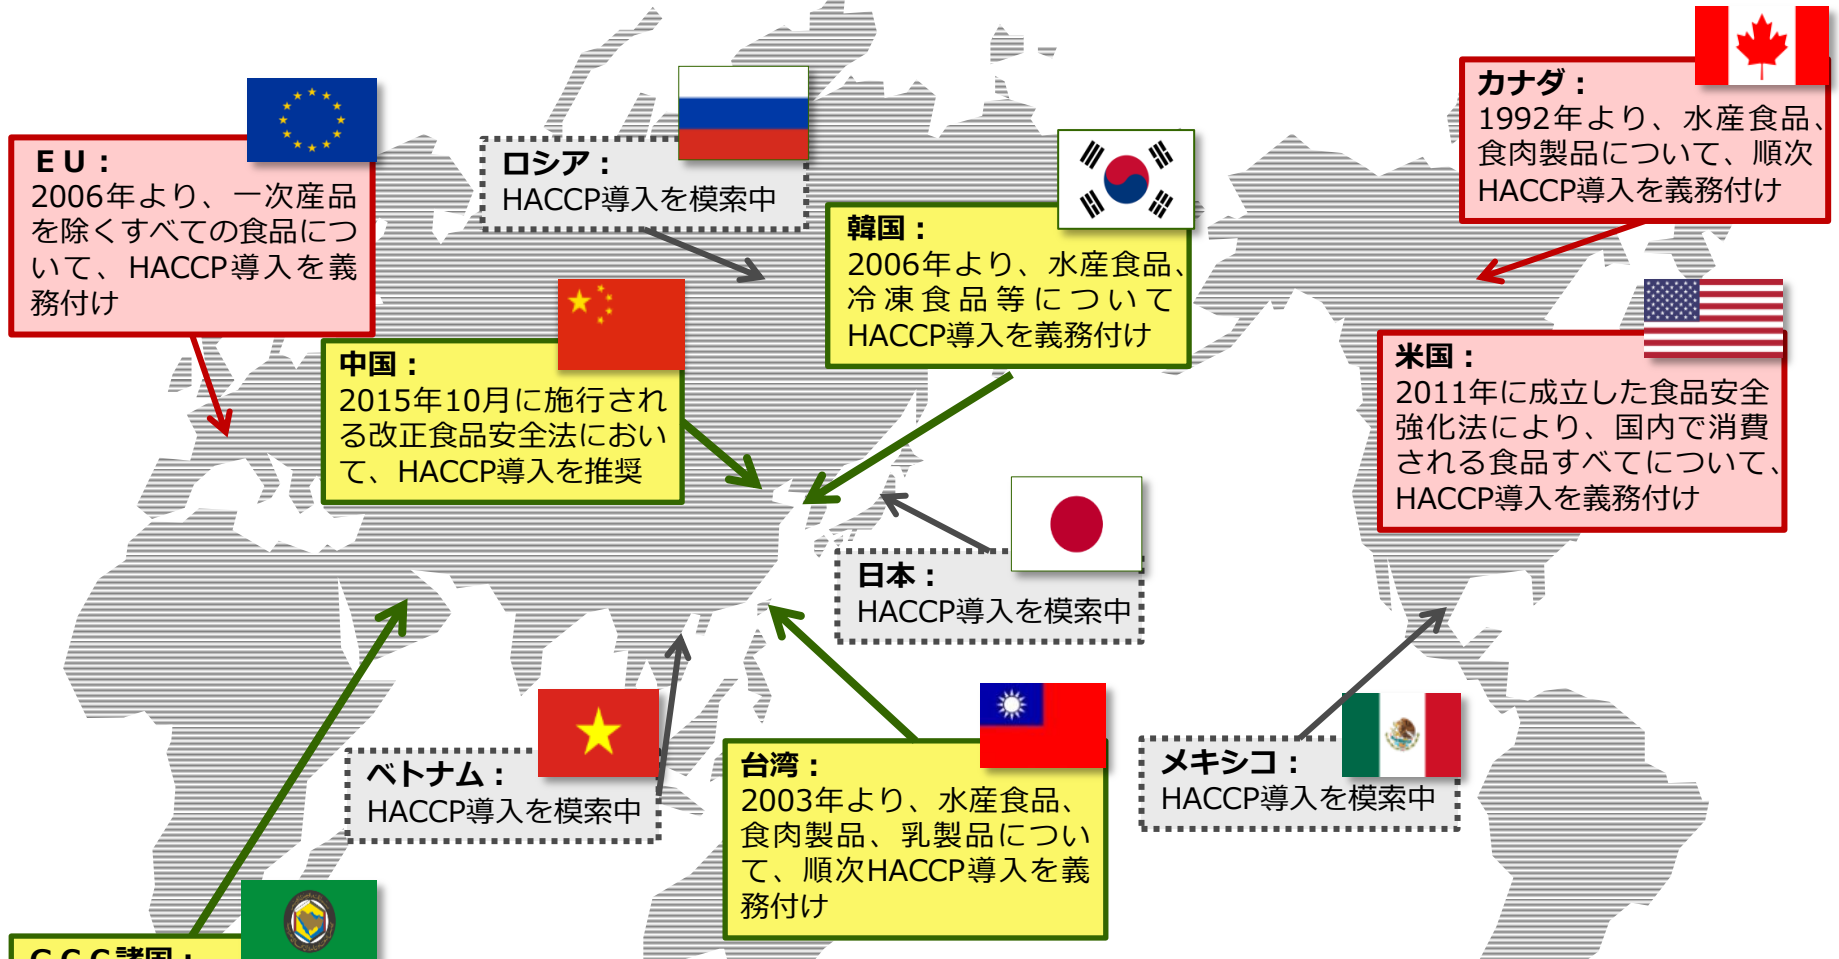 ＥＵ：
2006年より、一次産品
を除くすべての食品につ
いて、HACCP導入を義
務付け
ロシア：
HACCP導入を模索中
韓国：
2006年より、水産食品、
冷凍食品等について
HACCP導入を義務付け
カナダ：
1992年より、水産食品、
食肉製品について、順次
HACCP導入を義務付け
中国：
2015年10月に施行され
る改正食品安全法におい
て、HACCP導入を推奨
米国：
2011年に成立した食品安全
強化法により、国内で消費
される食品すべてについて、
HACCP導入を義務付け
日本：
HACCP導入を模索中
ベトナム：
HACCP導入を模索中
台湾：
2003年より、水産食品、
食肉製品、乳製品につい
て、順次HACCP導入を義
務付け
メキシコ：
HACCP導入を模索中
ＧＣＣ諸国：